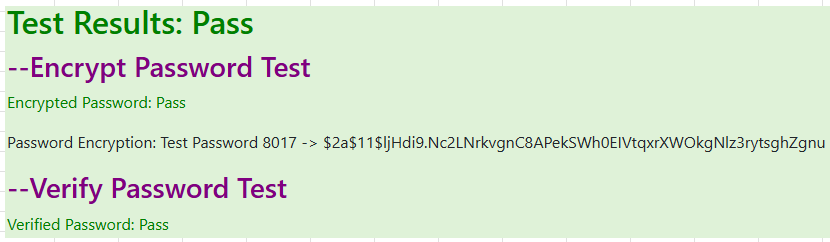 Test Results: Pass
--Encrypt Password Test
Encrypted Password: Pass
Password Encryption: Test Password 8017 -> $2a$11$ljHdi9.Nc2LNrkvgnC8APekSWh0EIVtqxrXWOkgNlz3rytsghZgnu
--Verify Password Test
Verified Password: Pass